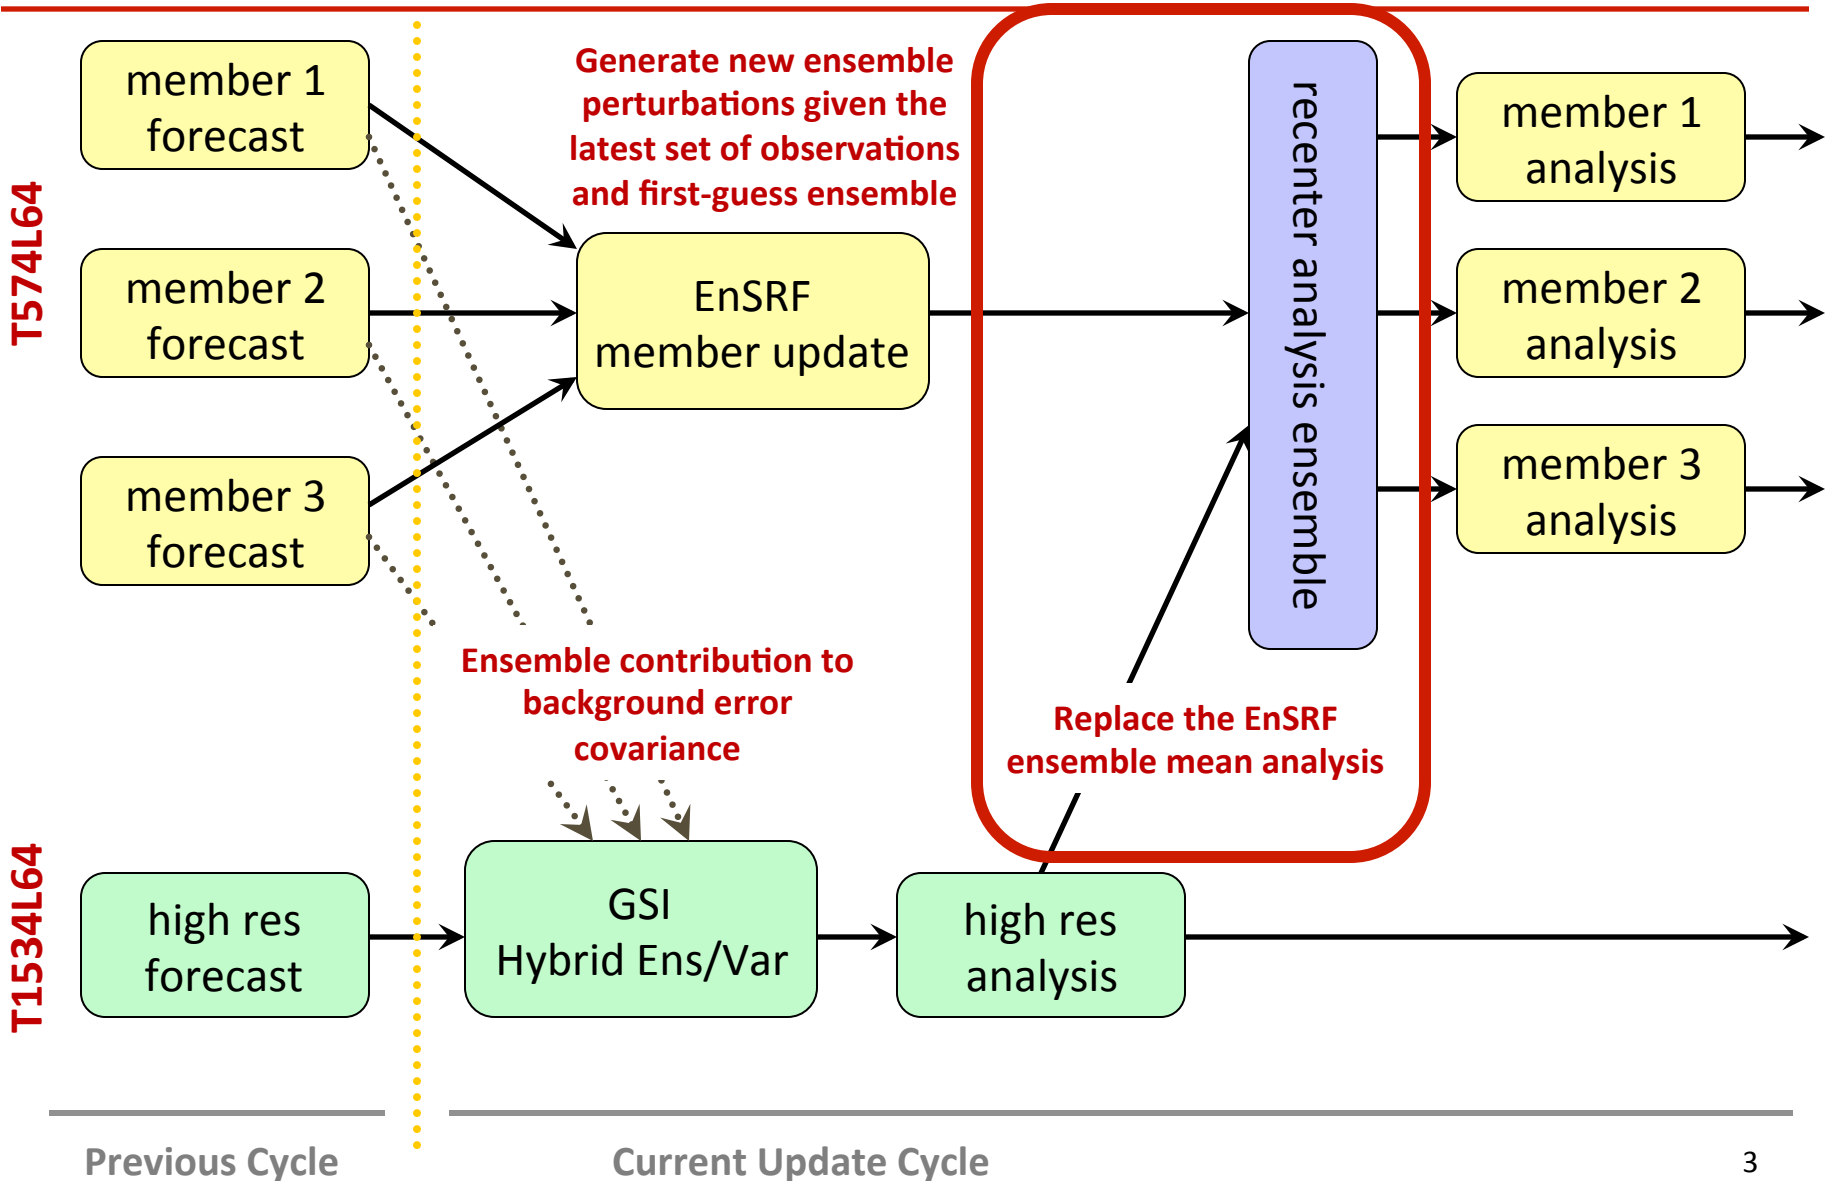 T574L64
member 1
forecast
member 2
forecast
member 3
forecast
Generate new ensemble
perturbations given the
latest set of observations
and first-guess ensemble
EnSRF
member update
recenter analysis ensemble
member 1
analysis
member 2
analysis
member 3
analysis
Ensemble contribution to
background error
covariance
Replace the EnSRF
ensemble mean analysis
T1534L64
high res
forecast
GSI
Hybrid Ens/Var
high res
analysis
Previous Cycle
Current Update Cycle
3